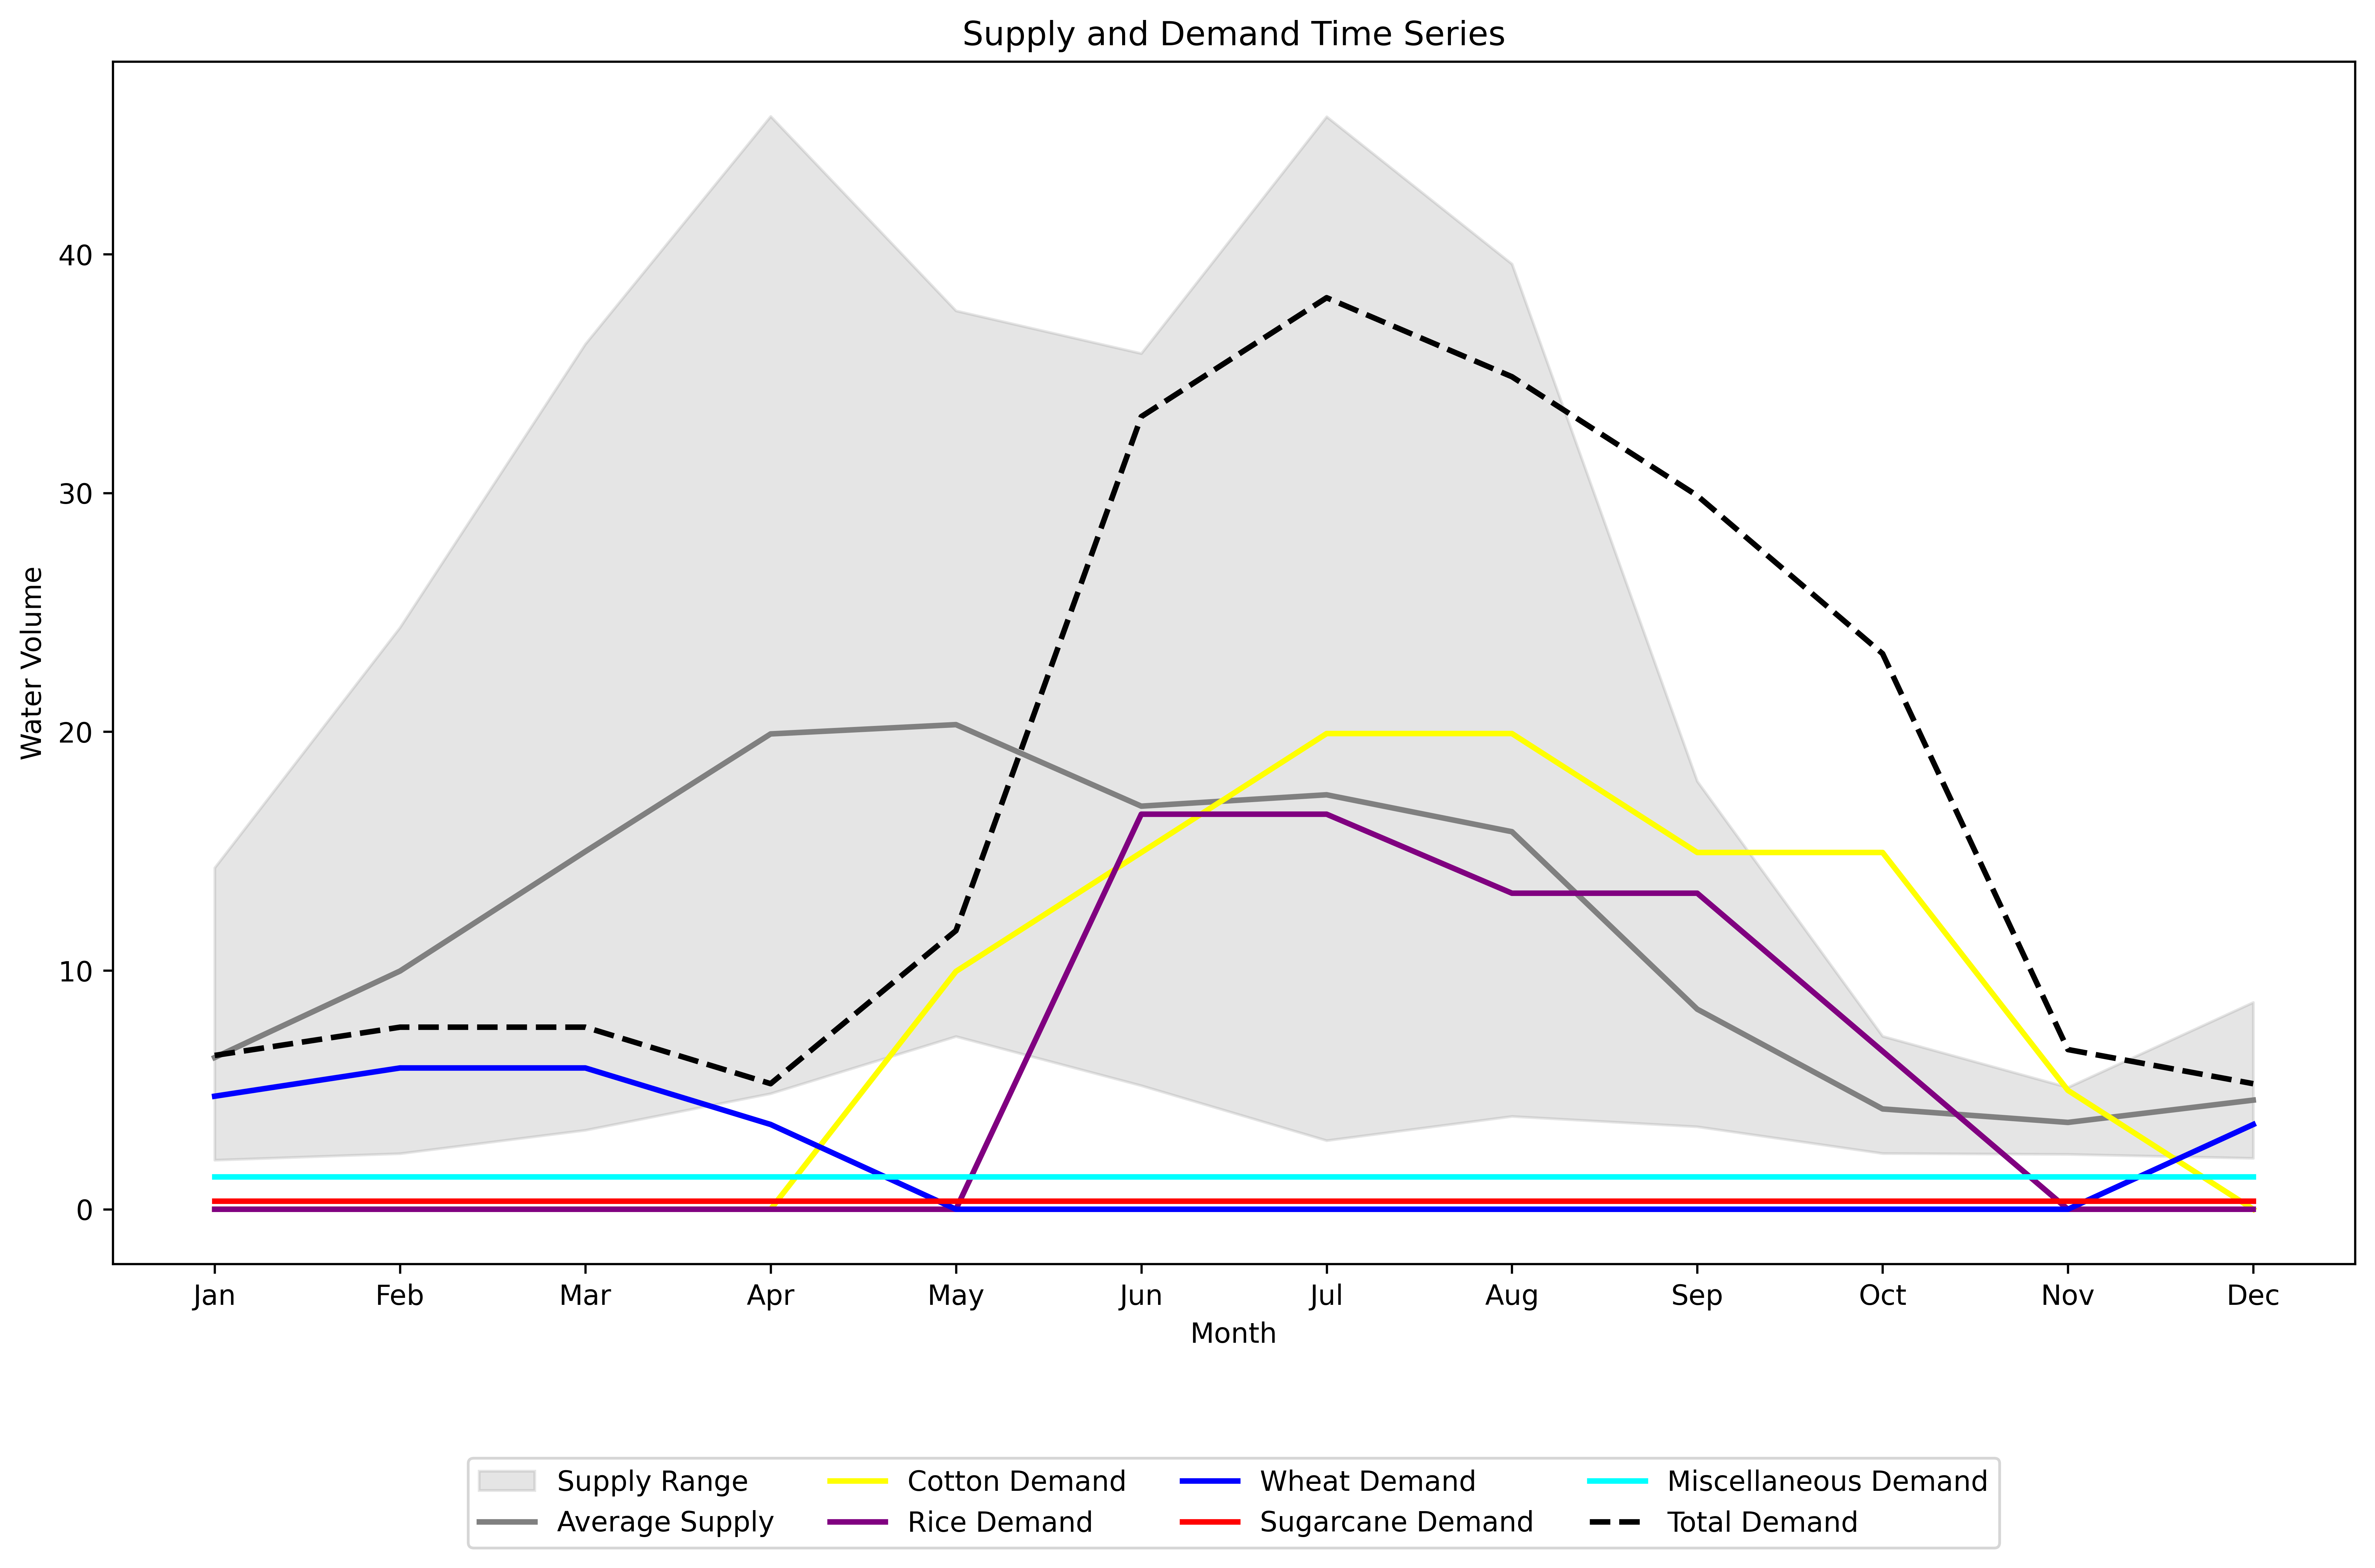 Supply and Demand Time Series
Water Volume
40
30
20
10
0
Jan Feb Mar Apr May Jun Jul Aug Sep Oct Nov Dec
Month
Supply Range Cotton Demand Wheat Demand Miscellaneous Demand
Average Supply Rice Demand Sugarcane Demand Total Demand